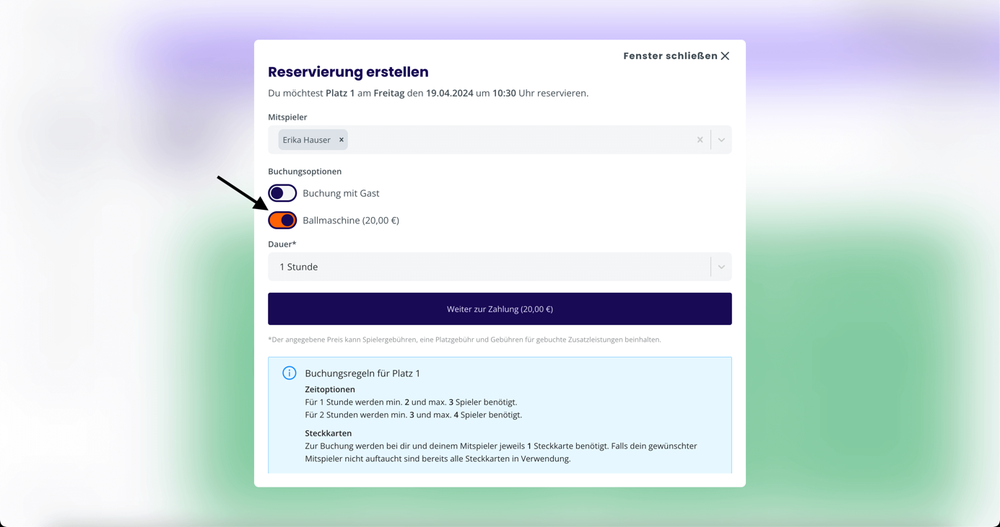 Fenster schließen
Reservierung erstellen
Du möchtest Platz 1 am Freitag den 19.04.2024 um 10:30 Uhr reservieren.
Mitspieler
Erika Hauser
Buchungsoptionen
Buchung mit Gast
Ballmaschine (20,00 €)
Dauer*
1 Stunde
Weiter zur Zahlung (20,00 €)
*Der angegebene Preis kann Spielergebühren, eine Platzgebühr und Gebühren für gebuchte Zusatzleistungen beinhalten.
Buchungsregeln für Platz 1
Zeitoptionen
Für 1 Stunde werden min. 2 und max. 3 Spieler benötigt.
Für 2 Stunden werden min. 3 und max. 4 Spieler benötigt.
Steckkarten
Zur Buchung werden bei dir und deinem Mitspieler jeweils 1 Steckkarte benötigt. Falls dein gewünschter
Mitspieler nicht auftaucht sind bereits alle Steckkarten in Verwendung.